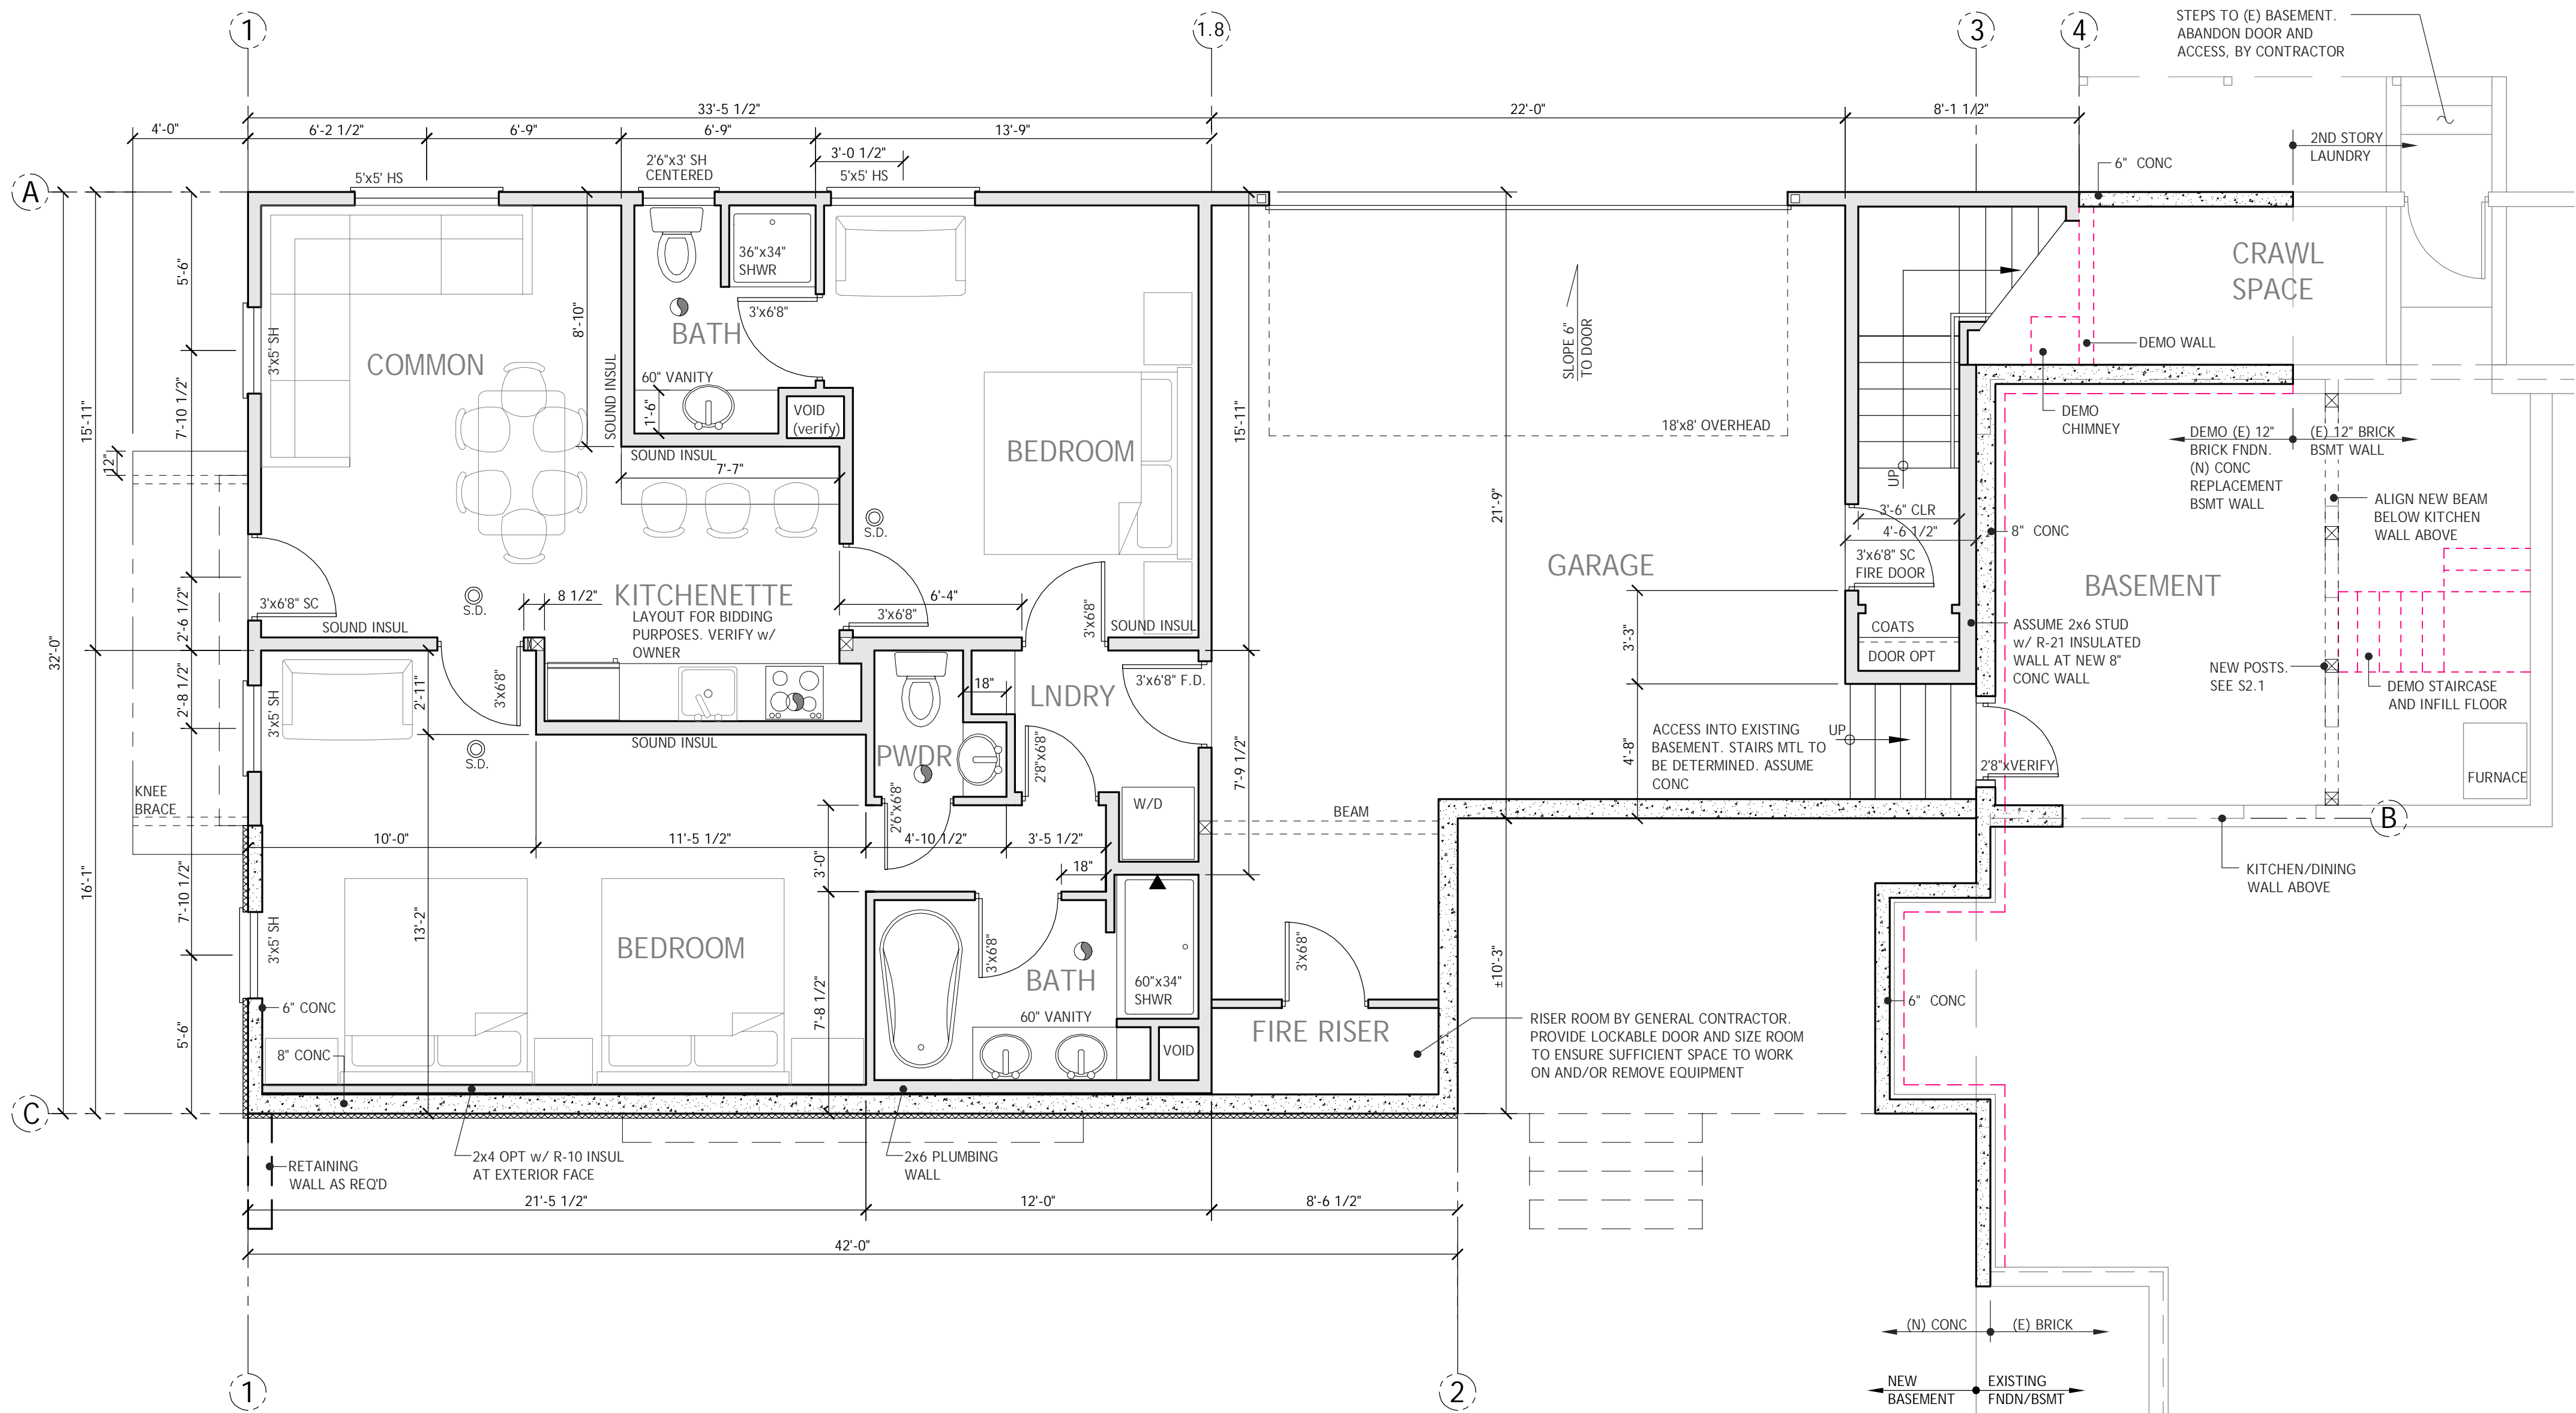 1
1.8
3
4
STEPS TO (E) BASEMENT.
ABANDON DOOR AND
ACCESS, BY CONTRACTOR
33'-5 1/2"
22'-0"
8'-1 1/2"
4'-0"
6'-2 1/2"
6'-9"
6'-9"
13'-9"
3'-0 1/2"
2ND STORY
LAUNDRY
6" CONC
5'x5' HS
2'6"x3' SH
CENTERED
5'x5' HS
A
5'-6"
36"x34"
SHWR
3'x6'8"
BATH
8'-10"
COMMON
3'x5' SH
SOUND INSUL
60" VANITY
1'-6"
VOID
(verify)
SOUND INSUL
7'-7"
BEDROOM
15'-11"
7'-10 1/2"
12"
15'-11"
SLOPE 6"
TO DOOR
18'x8' OVERHEAD
21'-9"
GARAGE
CRAWL
SPACE
DEMO WALL
DEMO
CHIMNEY
DEMO (E) 12"
BRICK FNDN.
(N) CONC
REPLACEMENT
BSMT WALL
(E) 12" BRICK
BSMT WALL
ALIGN NEW BEAM
BELOW KITCHEN
WALL ABOVE
UP
3'-6" CLR
4'-6 1/2"
3'x6'8" SC
FIRE DOOR
8" CONC
BASEMENT
S.D.
S.D.
3'x6'8" SC
8 1/2"
KITCHENETTE
LAYOUT FOR BIDDING
PURPOSES. VERIFY w/
OWNER
6'-4"
3'x6'8"
3'x6'8"
SOUND INSUL
SOUND INSUL
2'-6 1/2"
32'-0"
3'-3"
COATS
DOOR OPT
ASSUME 2x6 STUD
w/ R-21 INSULATED
WALL AT NEW 8"
CONC WALL
NEW POSTS.
SEE S2.1
DEMO STAIRCASE
AND INFILL FLOOR
2'-8 1/2"
3'x5' SH
2'-11"
3'x6'8"
18"
LNDRY
3'x6'8" F.D.
SOUND INSUL
S.D.
PWDR
2'8"x6'8"
7'-9 1/2"
ACCESS INTO EXISTING
BASEMENT. STAIRS MTL TO
BE DETERMINED. ASSUME
CONC
UP
4'-8"
2'8"xVERIFY
FURNACE
KNEE
BRACE
W/D
2'6"x6'8"
BEAM
B
10'-0"
11'-5 1/2"
4'-10 1/2"
3'-5 1/2"
3'-0"
18"
KITCHEN/DINING
WALL ABOVE
16'-1"
7'-10 1/2"
13'-2"
3'x5' SH
BEDROOM
3'x6'8"
BATH
60"x34"
SHWR
3'x6'8"
±10'-3"
6" CONC
7'-8 1/2"
60" VANITY
FIRE RISER
6" CONC
5'-6"
8" CONC
VOID
RISER ROOM BY GENERAL CONTRACTOR.
PROVIDE LOCKABLE DOOR AND SIZE ROOM
TO ENSURE SUFFICIENT SPACE TO WORK
ON AND/OR REMOVE EQUIPMENT
C
RETAINING
WALL AS REQ'D
2x4 OPT w/ R-10 INSUL
AT EXTERIOR FACE
2x6 PLUMBING
WALL
21'-5 1/2"
12'-0"
8'-6 1/2"
42'-0"
(N) CONC
(E) BRICK
1
2
NEW
BASEMENT
EXISTING
FNDN/BSMT